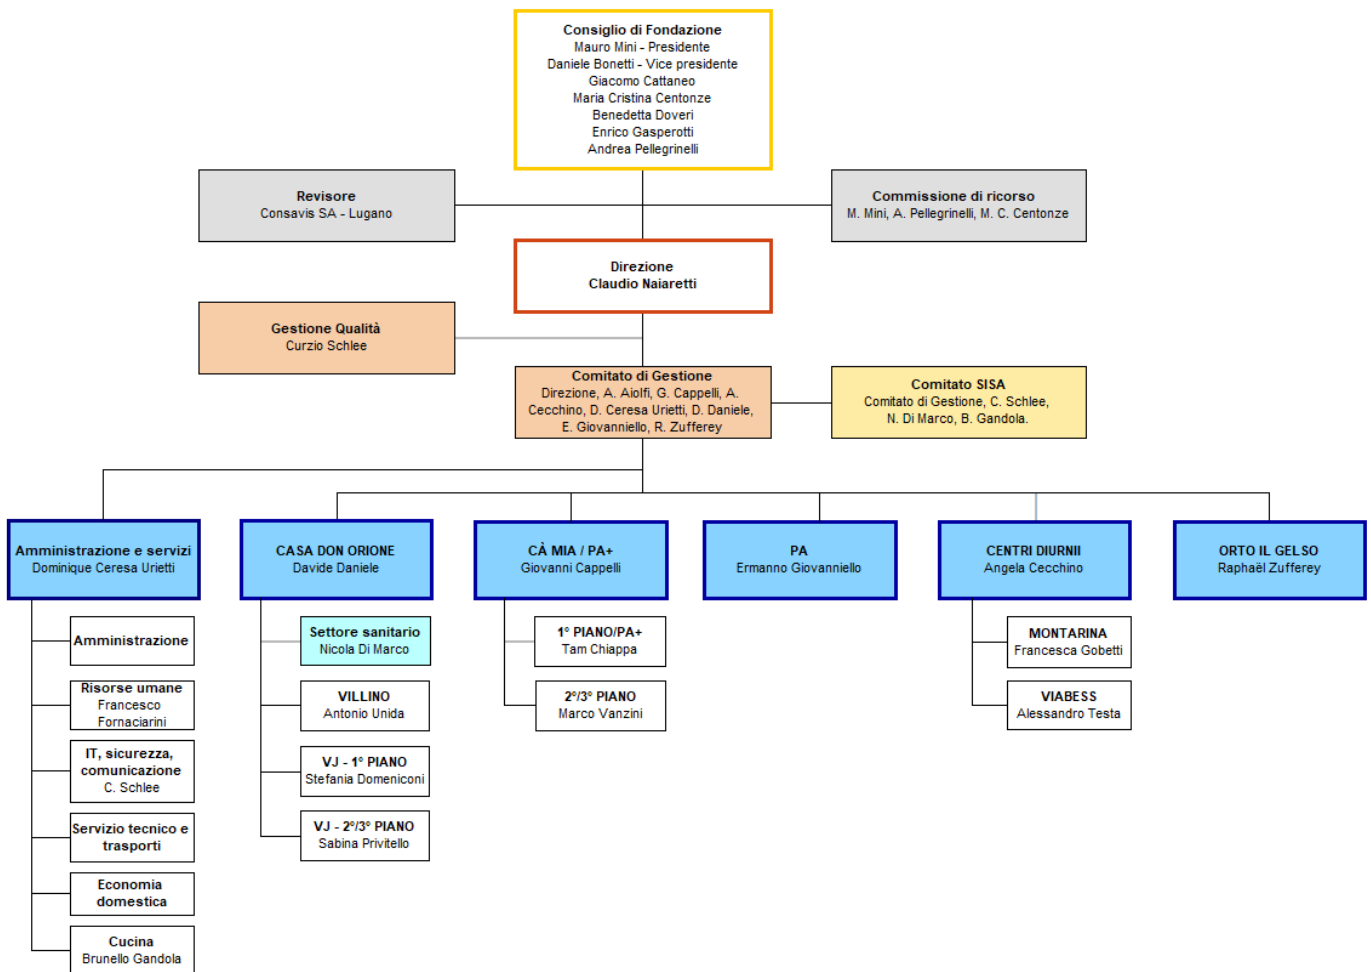 Consiglio di Fondazione
Mauro Mini - Presidente
Daniele Bonetti - Vice presidente
Giacomo Cattaneo
Maria Cristina Centonze
Benedetta Doveri
Enrico Gasperotti
Andrea Pellegrinelli
Revisore
Consavis SA - Lugano
Commissione di ricorso
M. Mini, A. Pellegrinelli, M. C. Centonze
Direzione
Claudio Naiaretti
Gestione Qualità
Curzio Schlee
Comitato di Gestione
Direzione, A. Aiolfi, G. Cappelli, A.
Cecchino, D. Ceresa Urietti, D. Daniele,
E. Giovanniello, R. Zufferey
Comitato SISA
Comitato di Gestione, C. Schlee,
N. Di Marco, B. Gandola.
Amministrazione e servizi
Dominique Ceresa Urietti
CASA DON ORIONE
Davide Daniele
CÀ MIA / PA+
Giovanni Cappelli
PA
Ermanno Giovanniello
CENTRI DIURNII
Angela Cecchino
ORTO IL GELSO
Raphaël Zufferey
Amministrazione
Risorse umane
Francesco
Fornaciarini
IT, sicurezza,
comunicazione
C. Schlee
Servizio tecnico e
trasporti
Economia
domestica
Cucina
Brunello Gandola
Settore sanitario
Nicola Di Marco
VILLINO
Antonio Unida
VJ - 1° PIANO
Stefania Domeniconi
VJ - 2°/3° PIANO
Sabina Privitello
1° PIANO/PA+
Tam Chiappa
2°/3° PIANO
Marco Vanzini
MONTARINA
Francesca Gobetti
VIABESS
Alessandro Testa